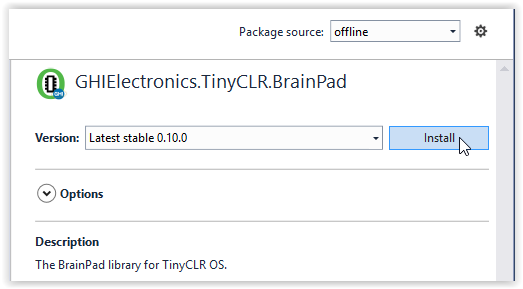 Package source: offline
GHI
GHIElectronics.TinyCLR.BrainPad
Version: Latest stable 0.10.0 Install
Options
Description
The BrainPad library for TinyCLR OS.